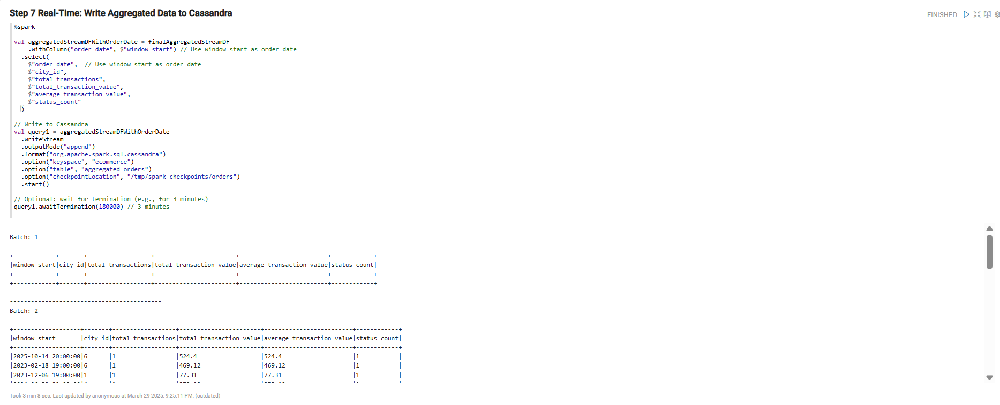 Step 7 Real-Time: Write Aggregated Data to Cassandra
FINISHED
%spark
val aggregatedStreamDFWithOrderDate = finalAggregatedStreamDF
    .withColumn("order_date", $"window_start") // Use window_start as order_date
  .select(
    $"order_date",  // Use window start as order_date
    $"city_id",
    $"total_transactions",
    $"total_transaction_value",
    $"average_transaction_value",
    $"status_count"
  )
// Write to Cassandra
val query1 = aggregatedStreamDFWithOrderDate
  .writeStream
  .outputMode("append")
  .format("org.apache.spark.sql.cassandra")
  .option("keyspace", "ecommerce")
  .option("table", "aggregated_orders")
  .option("checkpointLocation", "/tmp/spark-checkpoints/orders")
  .start()
// Optional: wait for termination (e.g., for 3 minutes)
query1.awaitTermination(180000) // 3 minutes
-------------------------------------------
Batch: 1
-------------------------------------------
+------------+-------+------------------+-----------------------+-------------------------+------------+
|window_start|city_id|total_transactions|total_transaction_value|average_transaction_value|status_count|
+------------+-------+------------------+-----------------------+-------------------------+------------+
+------------+-------+------------------+-----------------------+-------------------------+------------+
-------------------------------------------
Batch: 2
-------------------------------------------
+-------------------+-------+------------------+-----------------------+-------------------------+------------+
|window_start       |city_id|total_transactions|total_transaction_value|average_transaction_value|status_count|
+-------------------+-------+------------------+-----------------------+-------------------------+------------+
|2025-10-14 20:00:00|6      |1                 |524.4                  |524.4                    |1           |
|2023-02-18 19:00:00|6      |1                 |469.12                 |469.12                   |1           |
|2023-12-06 19:00:00|1      |1                 |77.31                  |77.31                    |1           |
Took 3 min 8 sec. Last updated by anonymous at March 29 2025, 9:25:11 PM. (outdated)